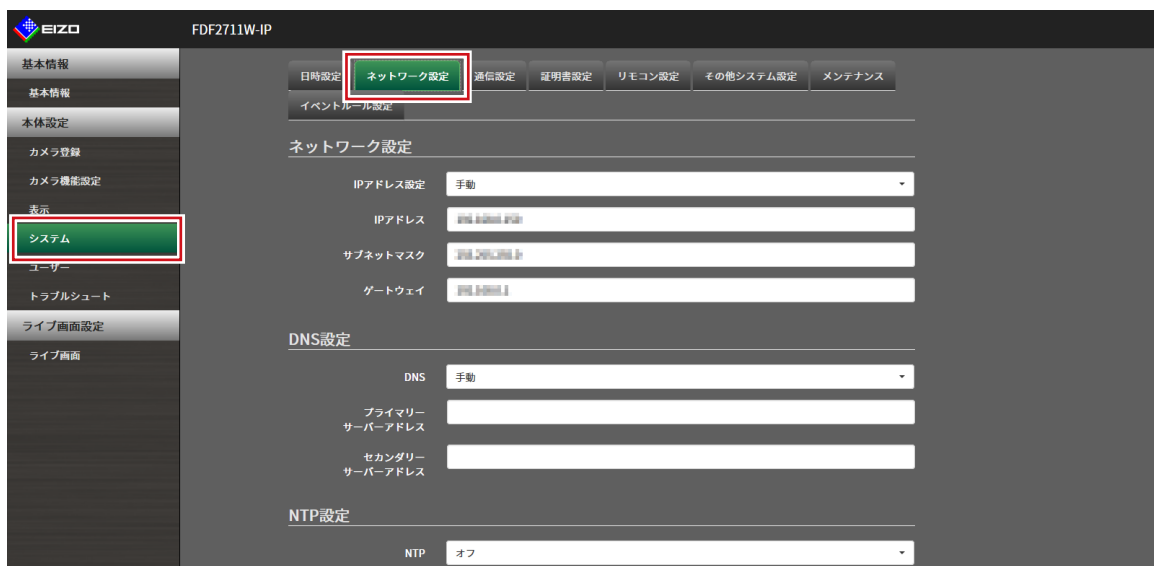 EIZO
FDF2711W-IP
基本情報
基本情報
本体設定
カメラ登録
カメラ機能設定
表示
システム
ユーザー
トラブルシュート
ライブ画面設定
ライブ画面
日時設定
ネットワーク設定
通信設定
証明書設定
リモコン設定
その他システム設定
メンテナンス
イベントルール設定
ネットワーク設定
IPアドレス設定
手動
IPアドレス
サブネットマスク
ゲートウェイ
DNS設定
DNS
手動
プライマリー
サーバーアドレス
セカンダリー
サーバーアドレス
NTP設定
NTP
オフ